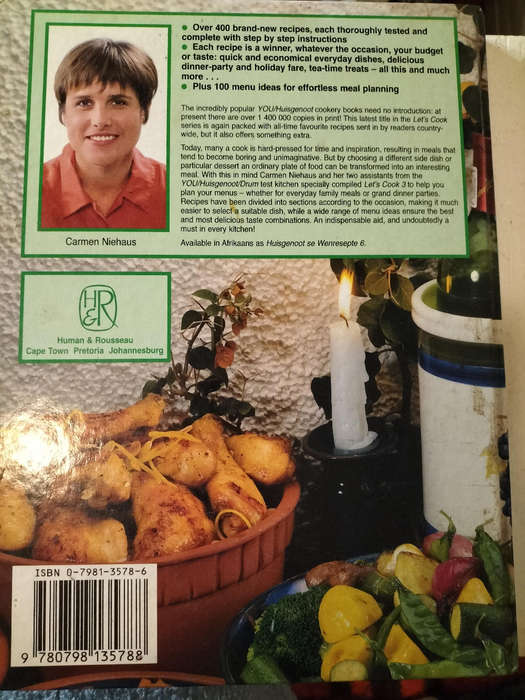 • Over 400 brand-new recipes, each thoroughly tested and
complete with step by step instructions
• Each recipe is a winner, whatever the occasion, your budget
or taste: quick and economical everyday dishes, delicious
dinner-party and holiday fare, tea-time treats – all this and much
more . . .
• Plus 100 menu ideas for effortless meal planning
The incredibly popular YOU/Huisgenoot cookery books need no introduction: at
present there are over 1 400 000 copies in print! This latest title in the Let's Cook
series is again packed with all-time favourite recipes sent in by readers country-
wide, but it also offers something extra.
Today, many a cook is hard-pressed for time and inspiration, resulting in meals that
tend to become boring and unimaginative. But by choosing a different side dish or
particular dessert an ordinary plate of food can be transformed into an interesting
meal. With this in mind Carmen Niehaus and her two assistants from the
YOU/Huisgenoot/Drum test kitchen specially compiled Let's Cook 3 to help you
plan your menus – whether for everyday family meals or grand dinner parties.
Recipes have been divided into sections according to the occasion, making it much
easier to select a suitable dish, while a wide range of menu ideas ensure the best
and most delicious taste combinations. An indispensable aid, and undoubtedly a
must in every kitchen!
Available in Afrikaans as Huisgenoot se Wenresepte 6.
Carmen Niehaus
H&R
Human & Rousseau
Cape Town Pretoria Johannesburg
ISBN 0-7981-3578-6
9 780798 135788